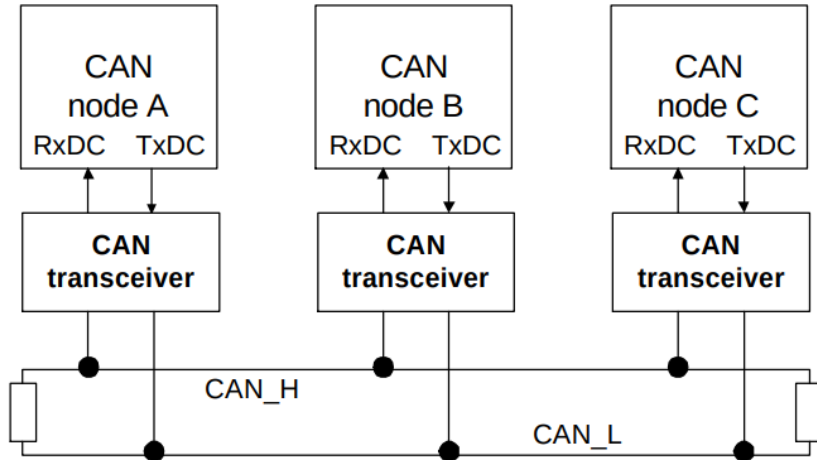 CAN
node A
RxDC TxDC
CAN
node B
RxDC TxDC
CAN
node C
RxDC TxDC
CAN
transceiver
CAN
transceiver
CAN
transceiver
CAN_H
CAN_L